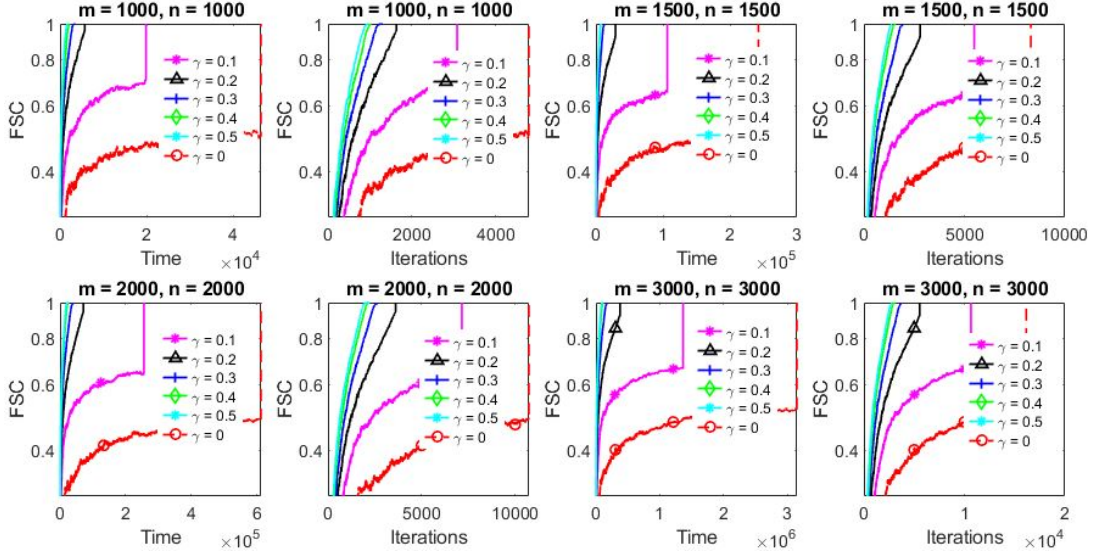 m = 1000, n = 1000
FSC
1
0.8
0.6
0.4
γ = 0.1
γ = 0.2
γ = 0.3
γ = 0.4
γ = 0.5
γ = 0
0
2
4
Time
×10⁴
m = 1000, n = 1000
FSC
1
0.8
0.6
0.4
γ = 0.1
γ = 0.2
γ = 0.3
γ = 0.4
γ = 0.5
γ = 0
0
2000
4000
Iterations
m = 1500, n = 1500
FSC
1
0.8
0.6
0.4
γ = 0.1
γ = 0.2
γ = 0.3
γ = 0.4
γ = 0.5
γ = 0
0
1
2
3
Time
×10⁵
m = 1500, n = 1500
FSC
1
0.8
0.6
0.4
γ = 0.1
γ = 0.2
γ = 0.3
γ = 0.4
γ = 0.5
γ = 0
0
5000
10000
Iterations
m = 2000, n = 2000
FSC
1
0.8
0.6
0.4
γ = 0.1
γ = 0.2
γ = 0.3
γ = 0.4
γ = 0.5
γ = 0
0
2
4
6
Time
×10⁵
m = 2000, n = 2000
FSC
1
0.8
0.6
0.4
γ = 0.1
γ = 0.2
γ = 0.3
γ = 0.4
γ = 0.5
γ = 0
0
5000
10000
Iterations
m = 3000, n = 3000
FSC
1
0.8
0.6
0.4
γ = 0.1
γ = 0.2
γ = 0.3
γ = 0.4
γ = 0.5
γ = 0
0
1
2
3
Time
×10⁶
m = 3000, n = 3000
FSC
1
0.8
0.6
0.4
γ = 0.1
γ = 0.2
γ = 0.3
γ = 0.4
γ = 0.5
γ = 0
0
1
2
Iterations
×10⁴